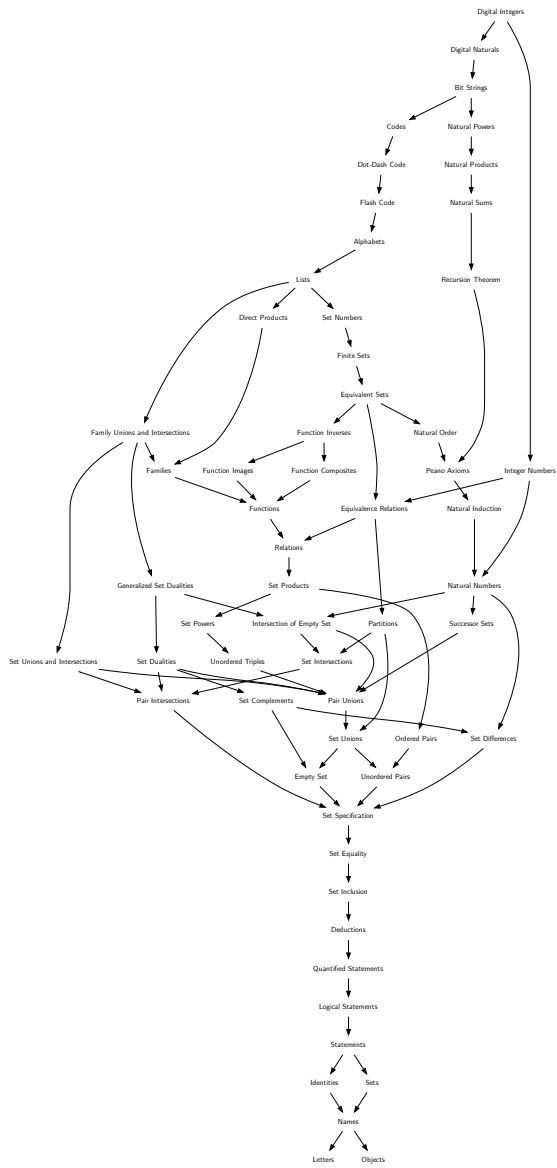 Digital Integers
Digital Naturals
Bit Strings
Codes
Natural Powers
Dot-Dash Code
Natural Products
Flash Code
Natural Sums
Alphabets
Lists
Recursion Theorem
Direct Products
Set Numbers
Finite Sets
Equivalent Sets
Family Unions and Intersections
Function Inverses
Natural Order
Families
Function Images
Function Composites
Peano Axioms
Integer Numbers
Functions
Equivalence Relations
Natural Induction
Relations
Generalized Set Dualities
Set Products
Natural Numbers
Set Powers
Intersection of Empty Set
Partitions
Successor Sets
Set Unions and Intersections
Set Dualities
Unordered Triples
Set Intersections
Pair Intersections
Set Complements
Pair Unions
Set Unions
Ordered Pairs
Set Differences
Empty Set
Unordered Pairs
Set Specification
Set Equality
Set Inclusion
Deductions
Quantified Statements
Logical Statements
Statements
Identities
Sets
Names
Letters
Objects